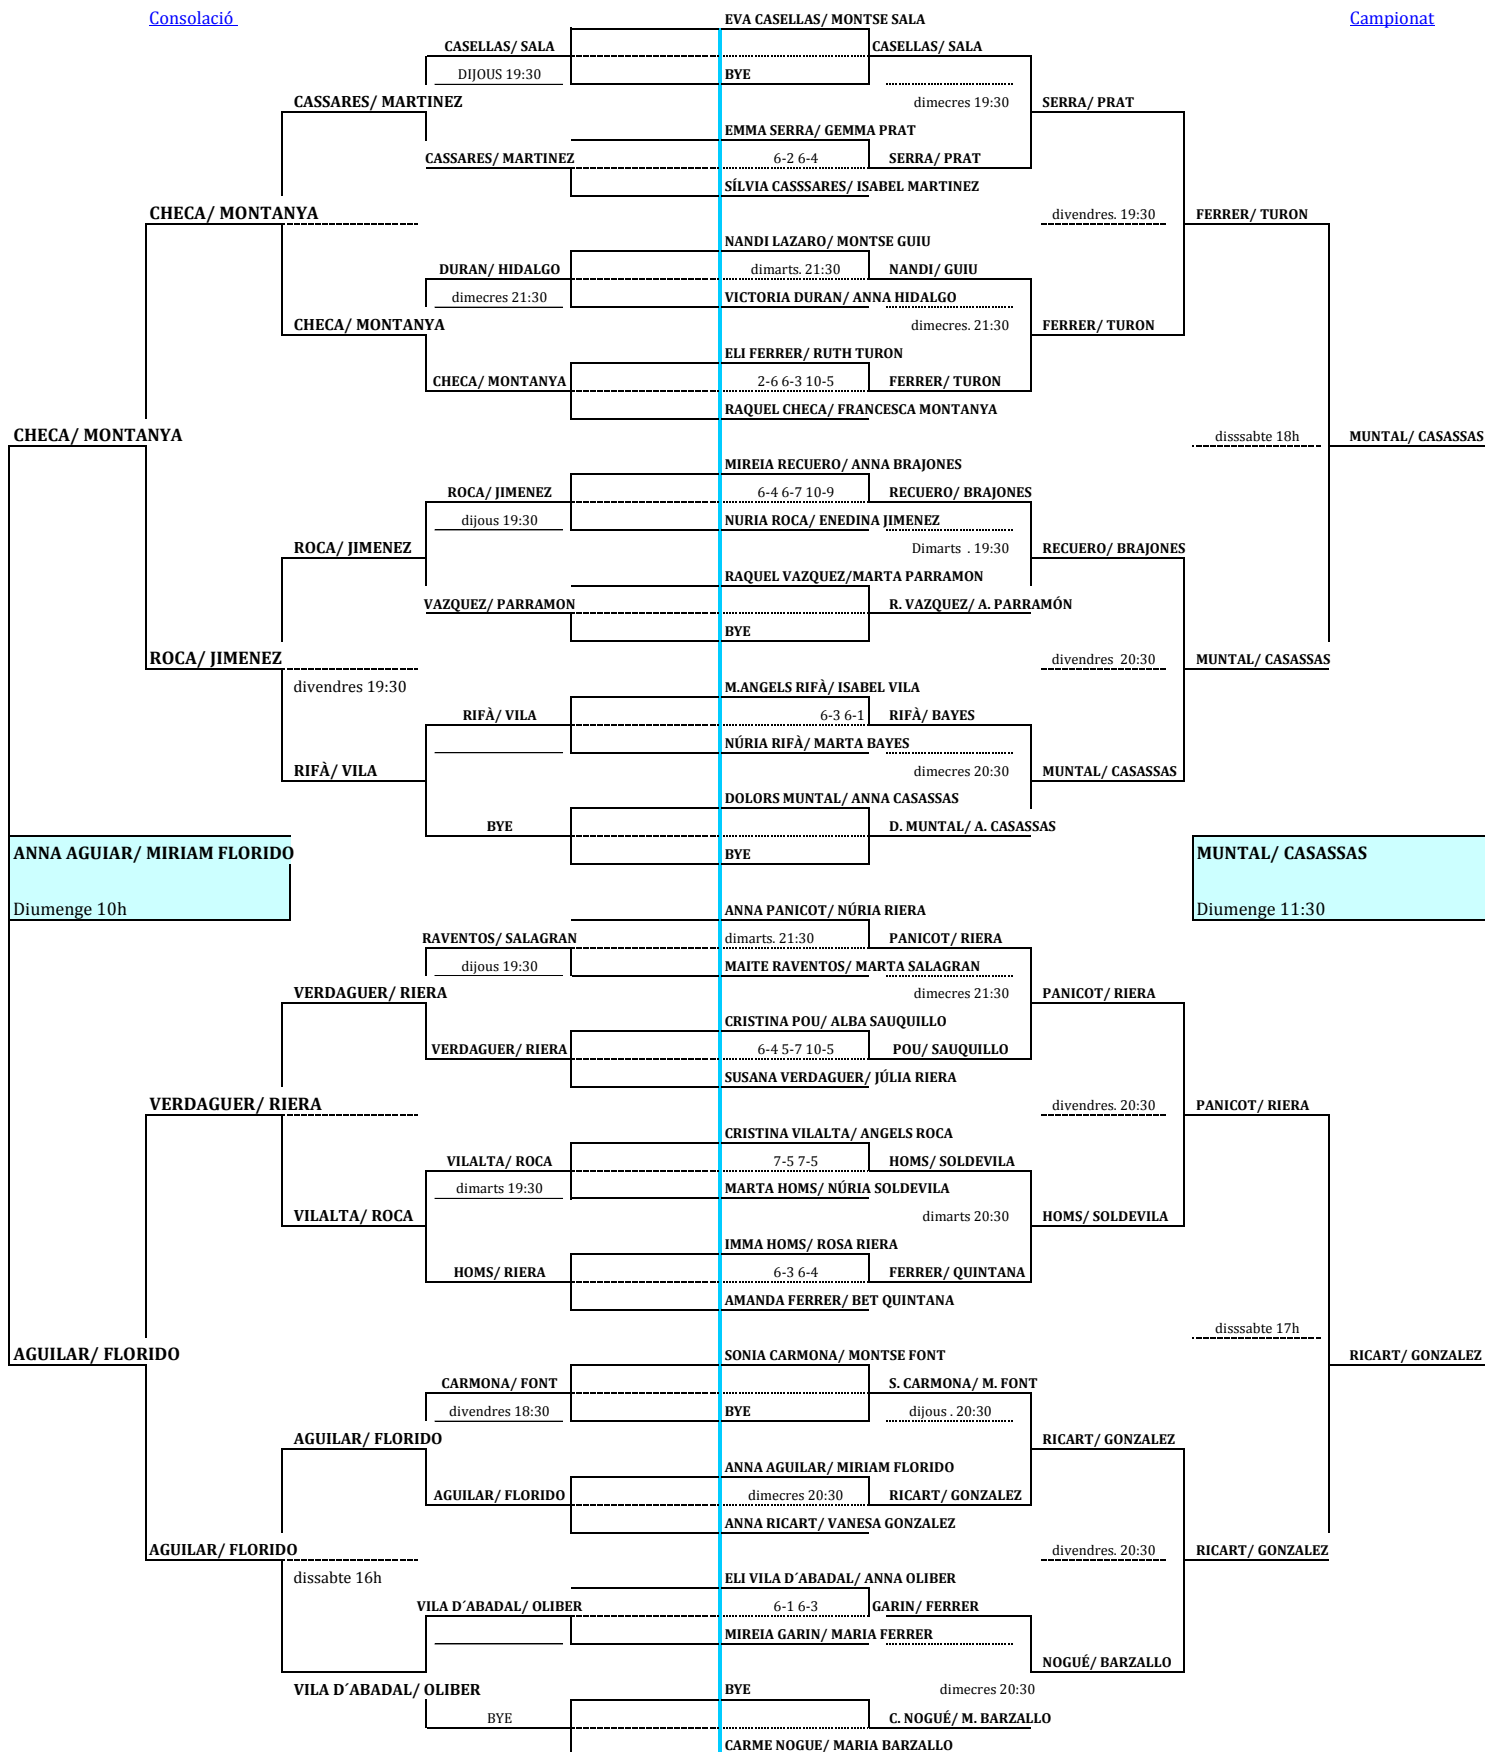 Consolació
EVA CASELLAS/ MONTSE SALA
Campionat
CASELLAS/ SALA
CASELLAS/ SALA
DIJOUS 19:30
BYE
CASSARES/ MARTINEZ
dimecres 19:30
SERRA/ PRAT
EMMA SERRA/ GEMMA PRAT
CASSARES/ MARTINEZ
6-2 6-4
SERRA/ PRAT
SÍLVIA CASSSARES/ ISABEL MARTINEZ
CHECA/ MONTANYA
divendres. 19:30
FERRER/ TURON
NANDI LAZARO/ MONTSE GUIU
DURAN/ HIDALGO
dimarts. 21:30
NANDI/ GUIU
dimecres 21:30
VICTORIA DURAN/ ANNA HIDALGO
CHECA/ MONTANYA
dimecres. 21:30
FERRER/ TURON
ELI FERRER/ RUTH TURON
CHECA/ MONTANYA
2-6 6-3 10-5
FERRER/ TURON
RAQUEL CHECA/ FRANCESCA MONTANYA
CHECA/ MONTANYA
disssabte 18h
MUNTAL/ CASASSAS
MIREIA RECUERO/ ANNA BRAJONES
ROCA/ JIMENEZ
6-4 6-7 10-9
RECUERO/ BRAJONES
dijous 19:30
NURIA ROCA/ ENEDINA JIMENEZ
ROCA/ JIMENEZ
Dimarts . 19:30
RECUERO/ BRAJONES
RAQUEL VAZQUEZ/MARTA PARRAMON
VAZQUEZ/ PARRAMON
R. VAZQUEZ/ A. PARRAMÓN
BYE
ROCA/ JIMENEZ
divendres 20:30
MUNTAL/ CASASSAS
divendres 19:30
M.ANGELS RIFÀ/ ISABEL VILA
RIFÀ/ VILA
6-3 6-1
RIFÀ/ BAYES
NÚRIA RIFÀ/ MARTA BAYES
RIFÀ/ VILA
dimecres 20:30
MUNTAL/ CASASSAS
DOLORS MUNTAL/ ANNA CASASSAS
BYE
D. MUNTAL/ A. CASASSAS
ANNA AGUIAR/ MIRIAM FLORIDO
BYE
MUNTAL/ CASASSAS
Diumenge 10h
ANNA PANICOT/ NÚRIA RIERA
Diumenge 11:30
RAVENTOS/ SALAGRAN
dimarts. 21:30
PANICOT/ RIERA
dijous 19:30
MAITE RAVENTOS/ MARTA SALAGRAN
VERDAGUER/ RIERA
dimecres 21:30
PANICOT/ RIERA
CRISTINA POU/ ALBA SAUQUILLO
VERDAGUER/ RIERA
6-4 5-7 10-5
POU/ SAUQUILLO
SUSANA VERDAGUER/ JÚLIA RIERA
VERDAGUER/ RIERA
divendres. 20:30
PANICOT/ RIERA
CRISTINA VILALTA/ ANGELS ROCA
VILALTA/ ROCA
7-5 7-5
HOMS/ SOLDEVILA
dimarts 19:30
MARTA HOMS/ NÚRIA SOLDEVILA
VILALTA/ ROCA
dimarts 20:30
HOMS/ SOLDEVILA
IMMA HOMS/ ROSA RIERA
HOMS/ RIERA
6-3 6-4
FERRER/ QUINTANA
AMANDA FERRER/ BET QUINTANA
disssabte 17h
AGUILAR/ FLORIDO
SONIA CARMONA/ MONTSE FONT
RICART/ GONZALEZ
CARMONA/ FONT
S. CARMONA/ M. FONT
divendres 18:30
BYE
dijous . 20:30
AGUILAR/ FLORIDO
RICART/ GONZALEZ
ANNA AGUILAR/ MIRIAM FLORIDO
AGUILAR/ FLORIDO
dimecres 20:30
RICART/ GONZALEZ
ANNA RICART/ VANESA GONZALEZ
AGUILAR/ FLORIDO
divendres. 20:30
RICART/ GONZALEZ
dissabte 16h
ELI VILA D´ABADAL/ ANNA OLIBER
VILA D´ABADAL/ OLIBER
6-1 6-3
GARIN/ FERRER
MIREIA GARIN/ MARIA FERRER
NOGUÉ/ BARZALLO
VILA D´ABADAL/ OLIBER
BYE
dimecres 20:30
BYE
C. NOGUÉ/ M. BARZALLO
CARME NOGUE/ MARIA BARZALLO